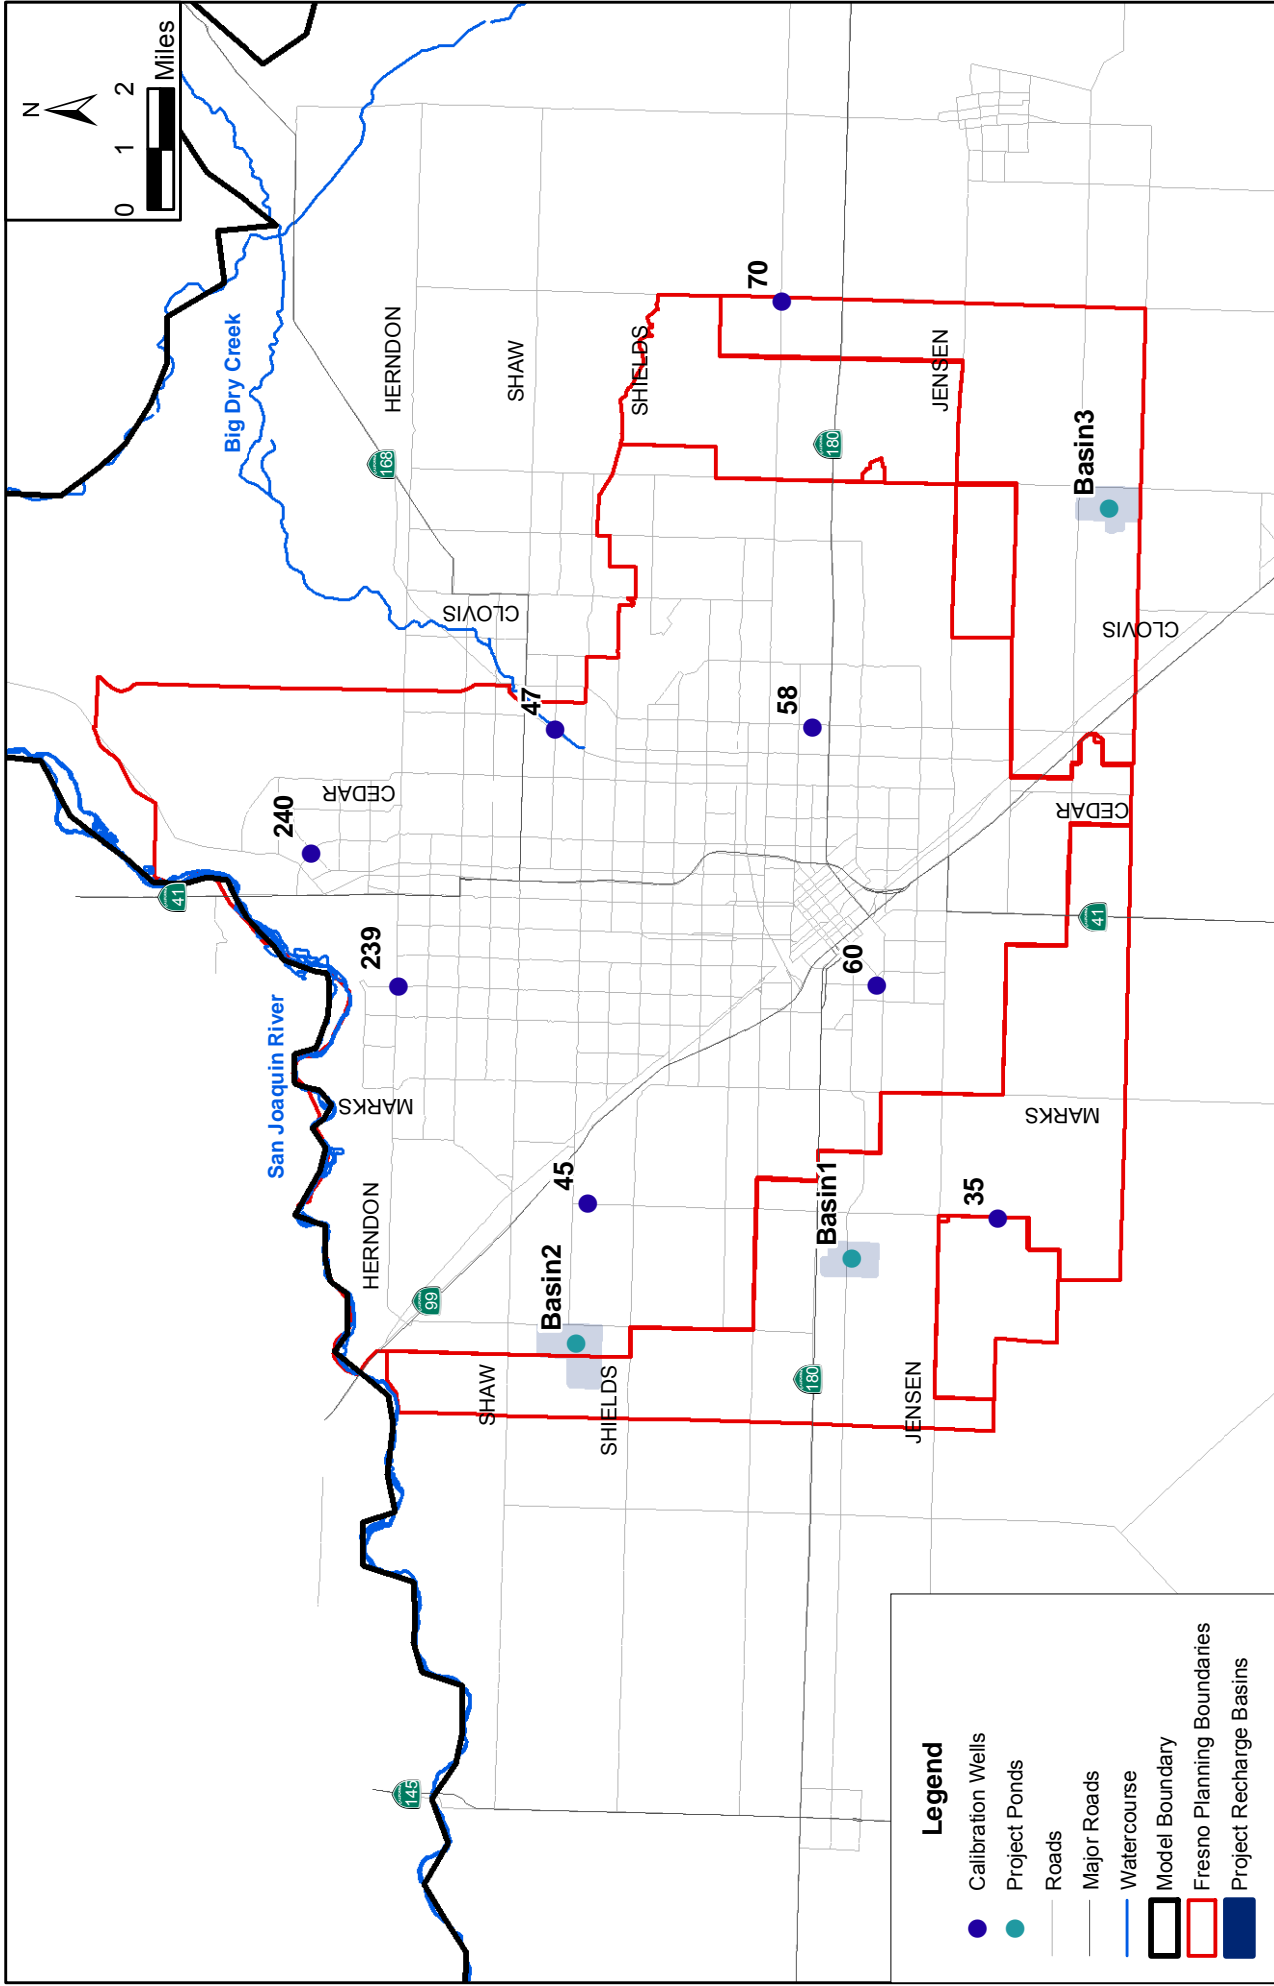 N
0 1 2
Miles
Big Dry Creek
San Joaquin River
HERNDON
168
SHAW
SHIELDS
70
180
JENSEN
Basin3
CLOVIS
CLOVIS
47
58
240
CEDAR
CEDAR
41
41
239
60
MARKS
MARKS
45
Basin1
35
HERNDON
99
Basin2
SHAW
SHIELDS
180
JENSEN
145
Legend
Calibration Wells
Project Ponds
Roads
Major Roads
Watercourse
Model Boundary
Fresno Planning Boundaries
Project Recharge Basins